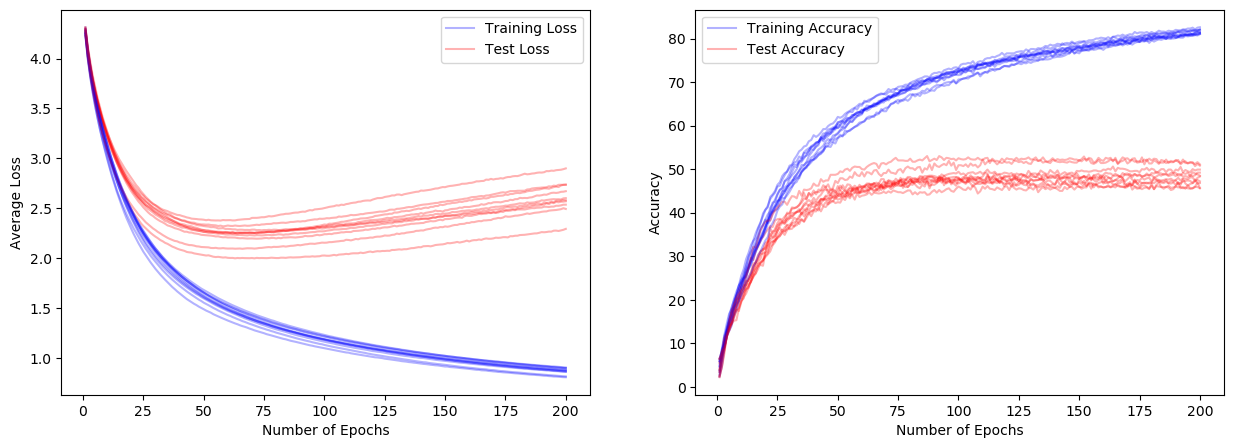 Training Loss
Test Loss
4.0
3.5
3.0
2.5
2.0
1.5
1.0
Average Loss
0 25 50 75 100 125 150 175 200
Number of Epochs
Training Accuracy
Test Accuracy
80
70
60
50
40
30
20
10
0
Accuracy
0 25 50 75 100 125 150 175 200
Number of Epochs